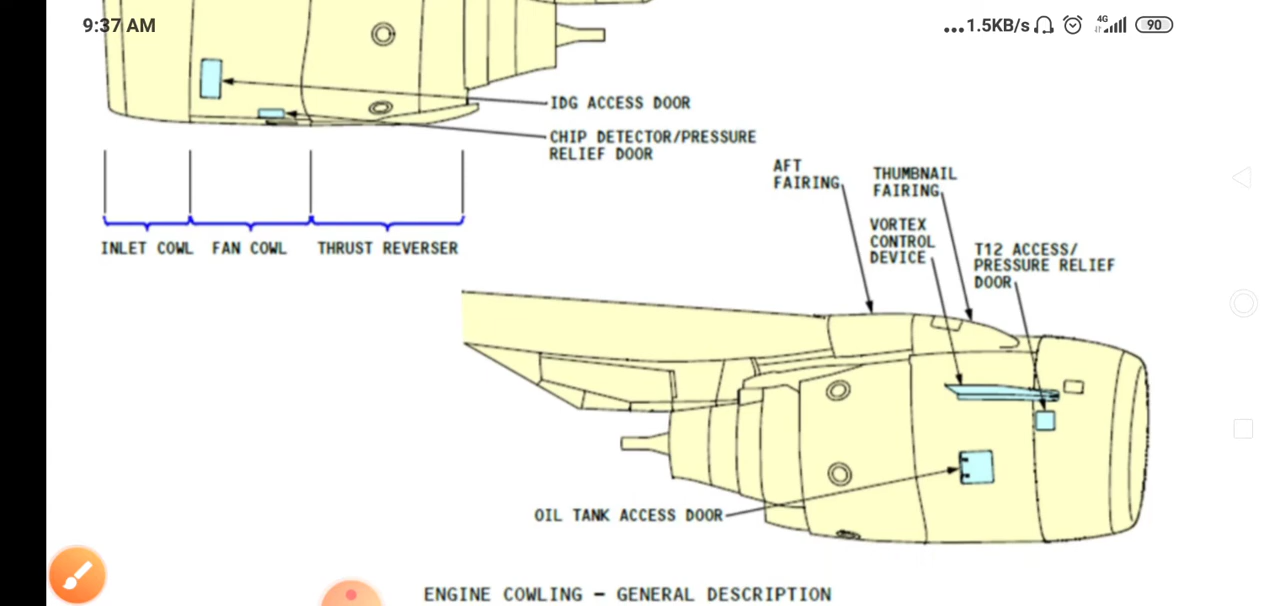 9:37 AM
...1.5KB/s 4G 90
IDG ACCESS DOOR
CHIP DETECTOR/PRESSURE
RELIEF DOOR
AFT
FAIRING
THUMBNAIL
FAIRING
VORTEX
CONTROL
DEVICE
T12 ACCESS/
PRESSURE RELIEF
DOOR
INLET COWL FAN COWL THRUST REVERSER
OIL TANK ACCESS DOOR
ENGINE COWLING – GENERAL DESCRIPTION